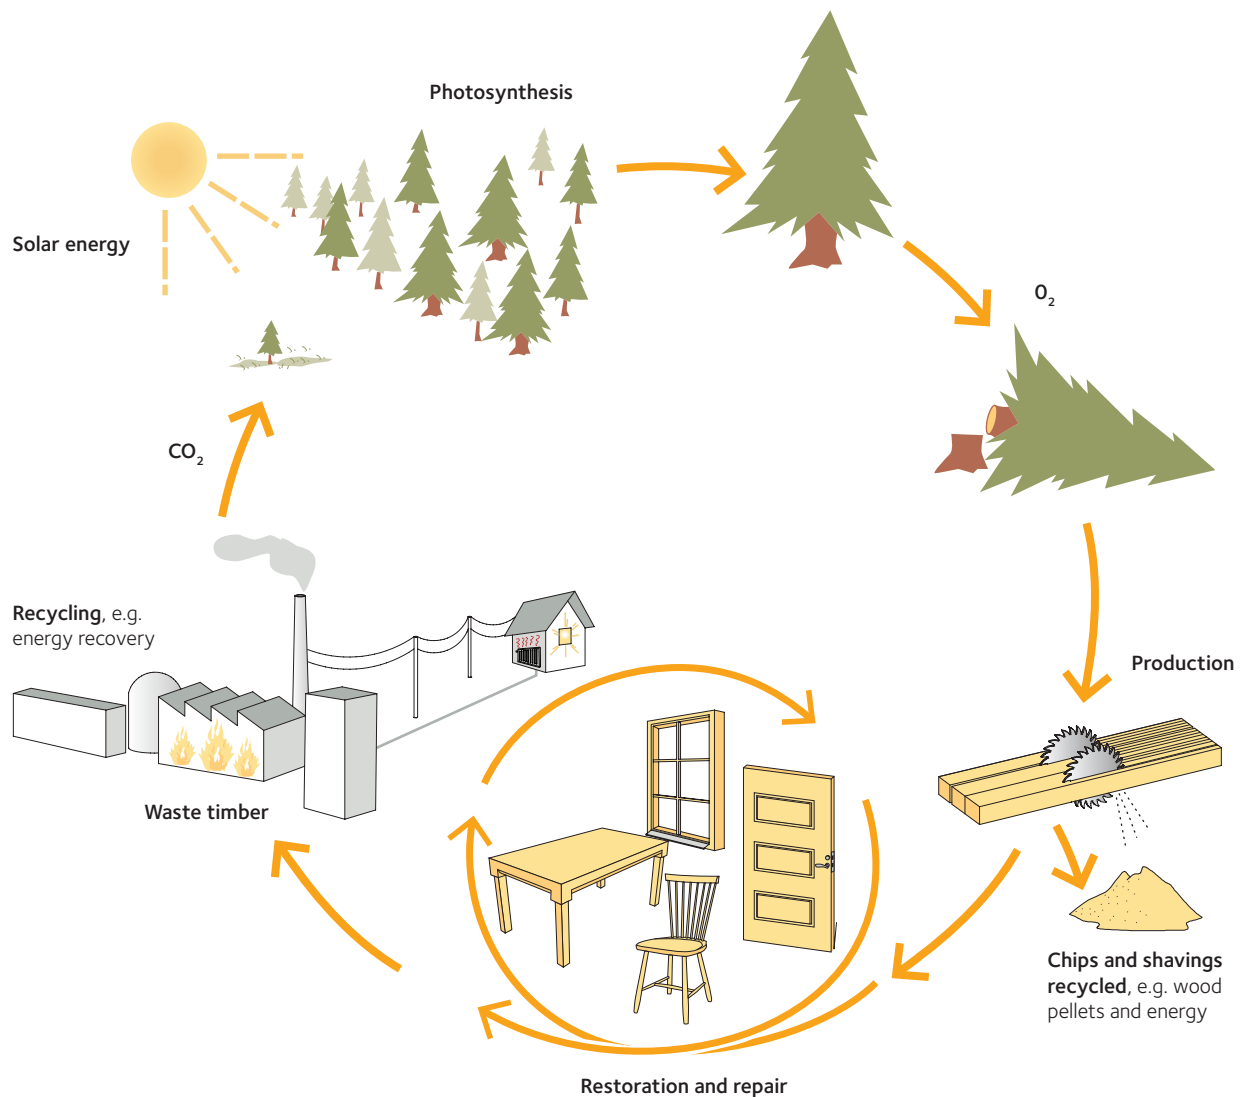 Photosynthesis
Solar energy
O₂
CO₂
Recycling, e.g.
energy recovery
Production
Waste timber
Chips and shavings
recycled, e.g. wood
pellets and energy
Restoration and repair